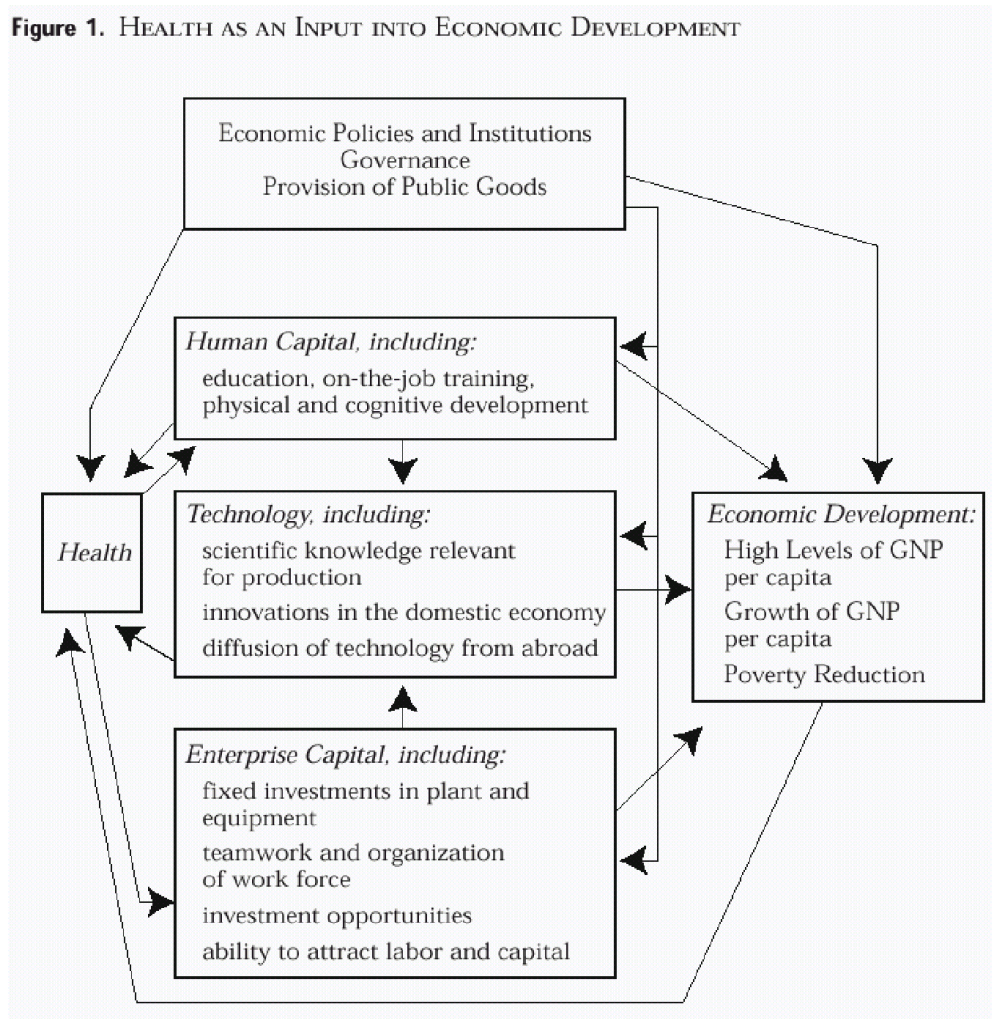 Figure 1. HEALTH AS AN INPUT INTO ECONOMIC DEVELOPMENT
Economic Policies and Institutions
Governance
Provision of Public Goods
Human Capital, including:
education, on-the-job training,
physical and cognitive development
Health
Technology, including:
scientific knowledge relevant
for production
innovations in the domestic economy
diffusion of technology from abroad
Economic Development:
High Levels of GNP
per capita
Growth of GNP
per capita
Poverty Reduction
Enterprise Capital, including:
fixed investments in plant and
equipment
teamwork and organization
of work force
investment opportunities
ability to attract labor and capital